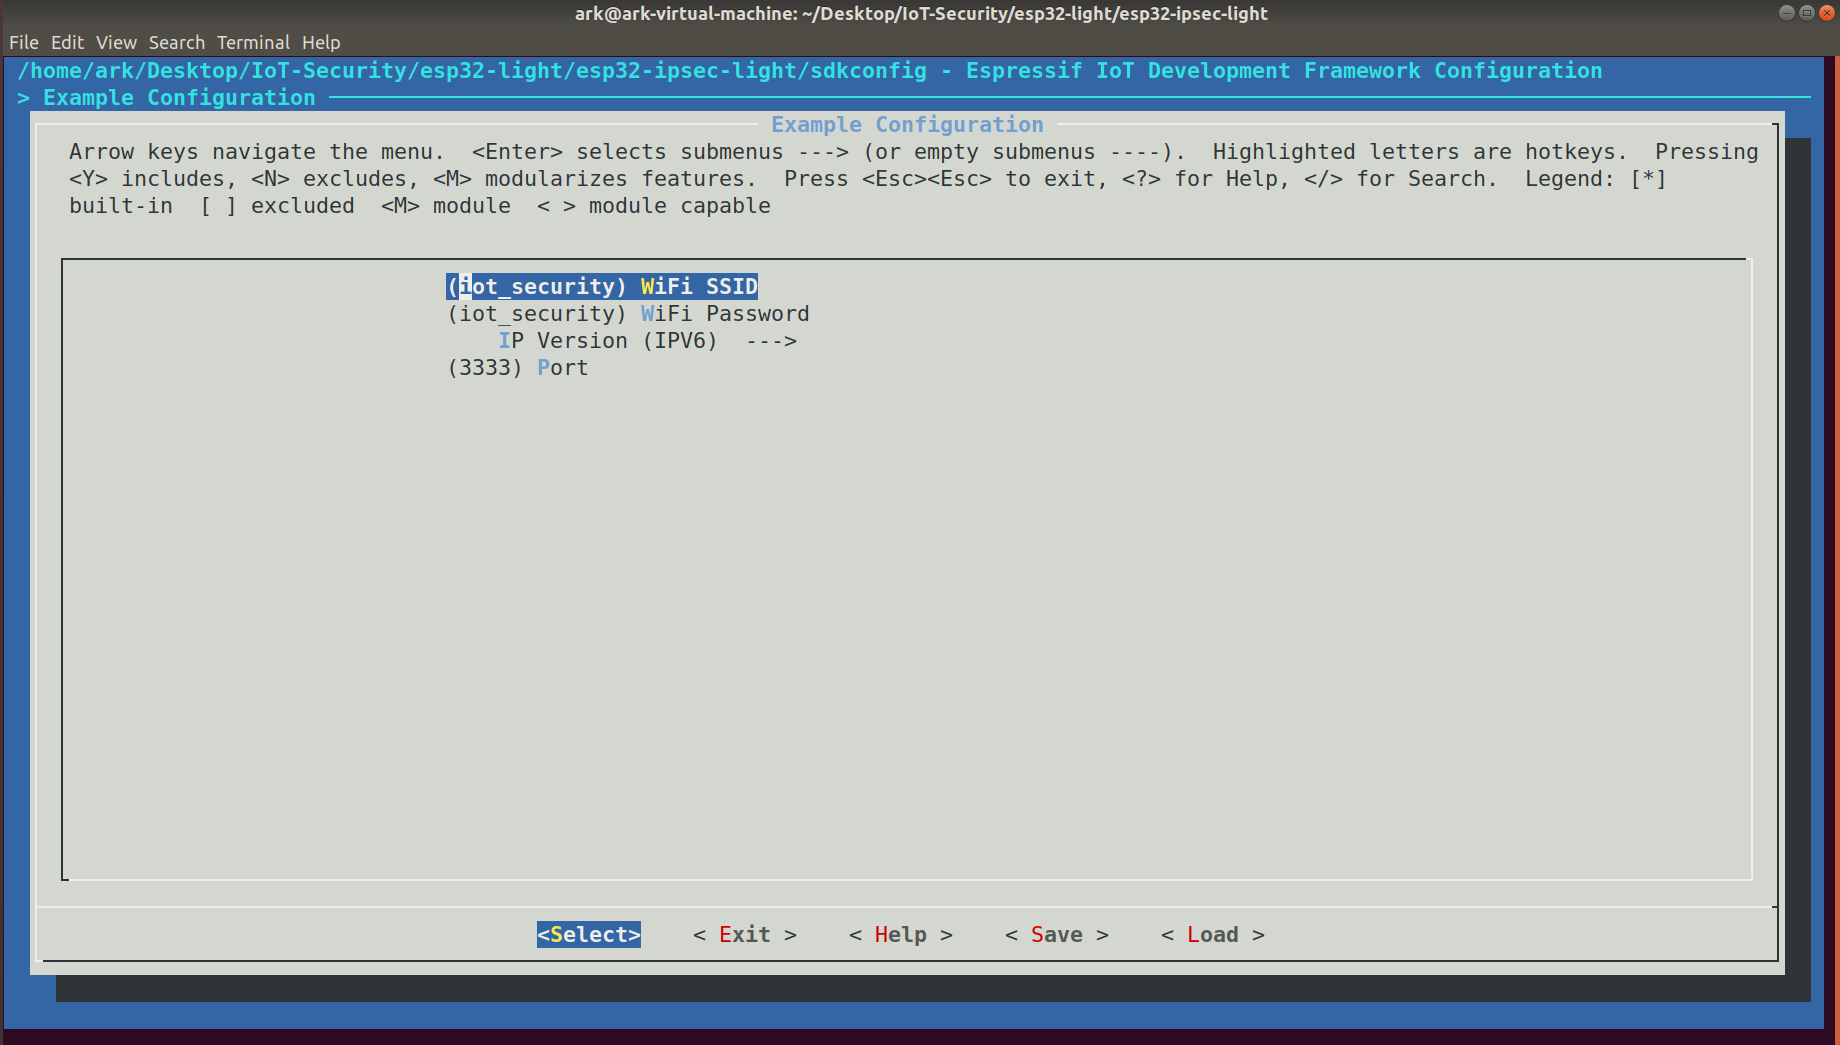 ark@ark-virtual-machine: ~/Desktop/IoT-Security/esp32-light/esp32-ipsec-light
File Edit View Search Terminal Help
/home/ark/Desktop/IoT-Security/esp32-light/esp32-ipsec-light/sdkconfig - Espressif IoT Development Framework Configuration
> Example Configuration
Example Configuration
Arrow keys navigate the menu.  <Enter> selects submenus ---> (or empty submenus ----).  Highlighted letters are hotkeys.  Pressing
<Y> includes, <N> excludes, <M> modularizes features.  Press <Esc><Esc> to exit, <?> for Help, </> for Search.  Legend: [*]
built-in  [ ] excluded  <M> module  < > module capable
(iot_security) WiFi SSID
(iot_security) WiFi Password
IP Version (IPV6)  --->
(3333) Port
<Select>    < Exit >    < Help >    < Save >    < Load >